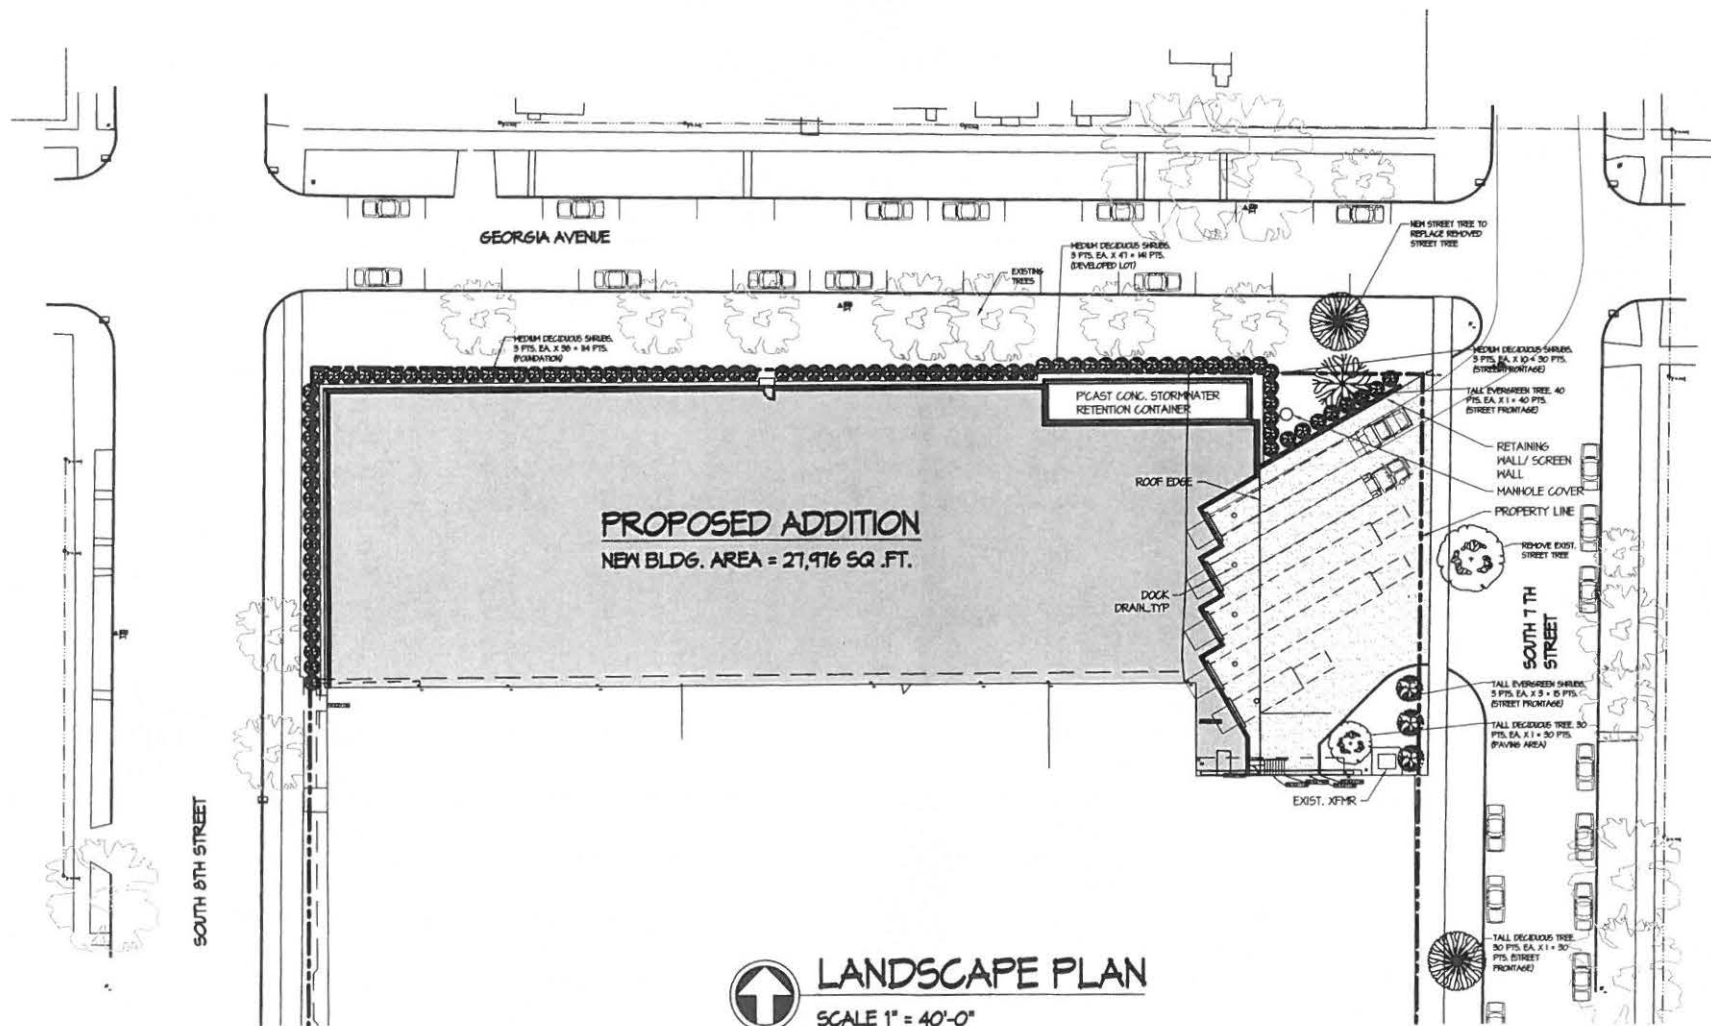 GEORGIA AVENUE
MEDIUM DECIDUOUS SHRUBS,
3 PTS. EA. X 47 = 141 PTS.
(DEVELOPED LOT)
EXISTING
TREES
NEW STREET TREE TO
REPLACE REMOVED
STREET TREE
MEDIUM DECIDUOUS SHRUBS,
3 PTS. EA. X 38 = 114 PTS.
(FOUNDATION)
MEDIUM DECIDUOUS SHRUBS,
3 PTS. EA. X 10 = 30 PTS.
(STREET FRONTAGE)
TALL EVERGREEN TREE, 40
PTS. EA. X 1 = 40 PTS.
(STREET FRONTAGE)
P'CAST CONC. STORMWATER
RETENTION CONTAINER
RETAINING
WALL/ SCREEN
WALL
ROOF EDGE
MANHOLE COVER
PROPERTY LINE
PROPOSED ADDITION
NEW BLDG. AREA = 27,976 SQ .FT.
REMOVE EXIST.
STREET TREE
DOCK
DRAIN_TYP
SOUTH 7 TH
STREET
TALL EVERGREEN SHRUBS,
5 PTS. EA. X 3 = 15 PTS.
(STREET FRONTAGE)
TALL DECIDUOUS TREE, 30
PTS. EA. X 1 = 30 PTS.
(PAVING AREA)
EXIST. XFMR
SOUTH 8TH STREET
TALL DECIDUOUS TREE,
30 PTS. EA. X 1 = 30
PTS. (STREET
FRONTAGE)
LANDSCAPE PLAN
SCALE 1" = 40'-0"